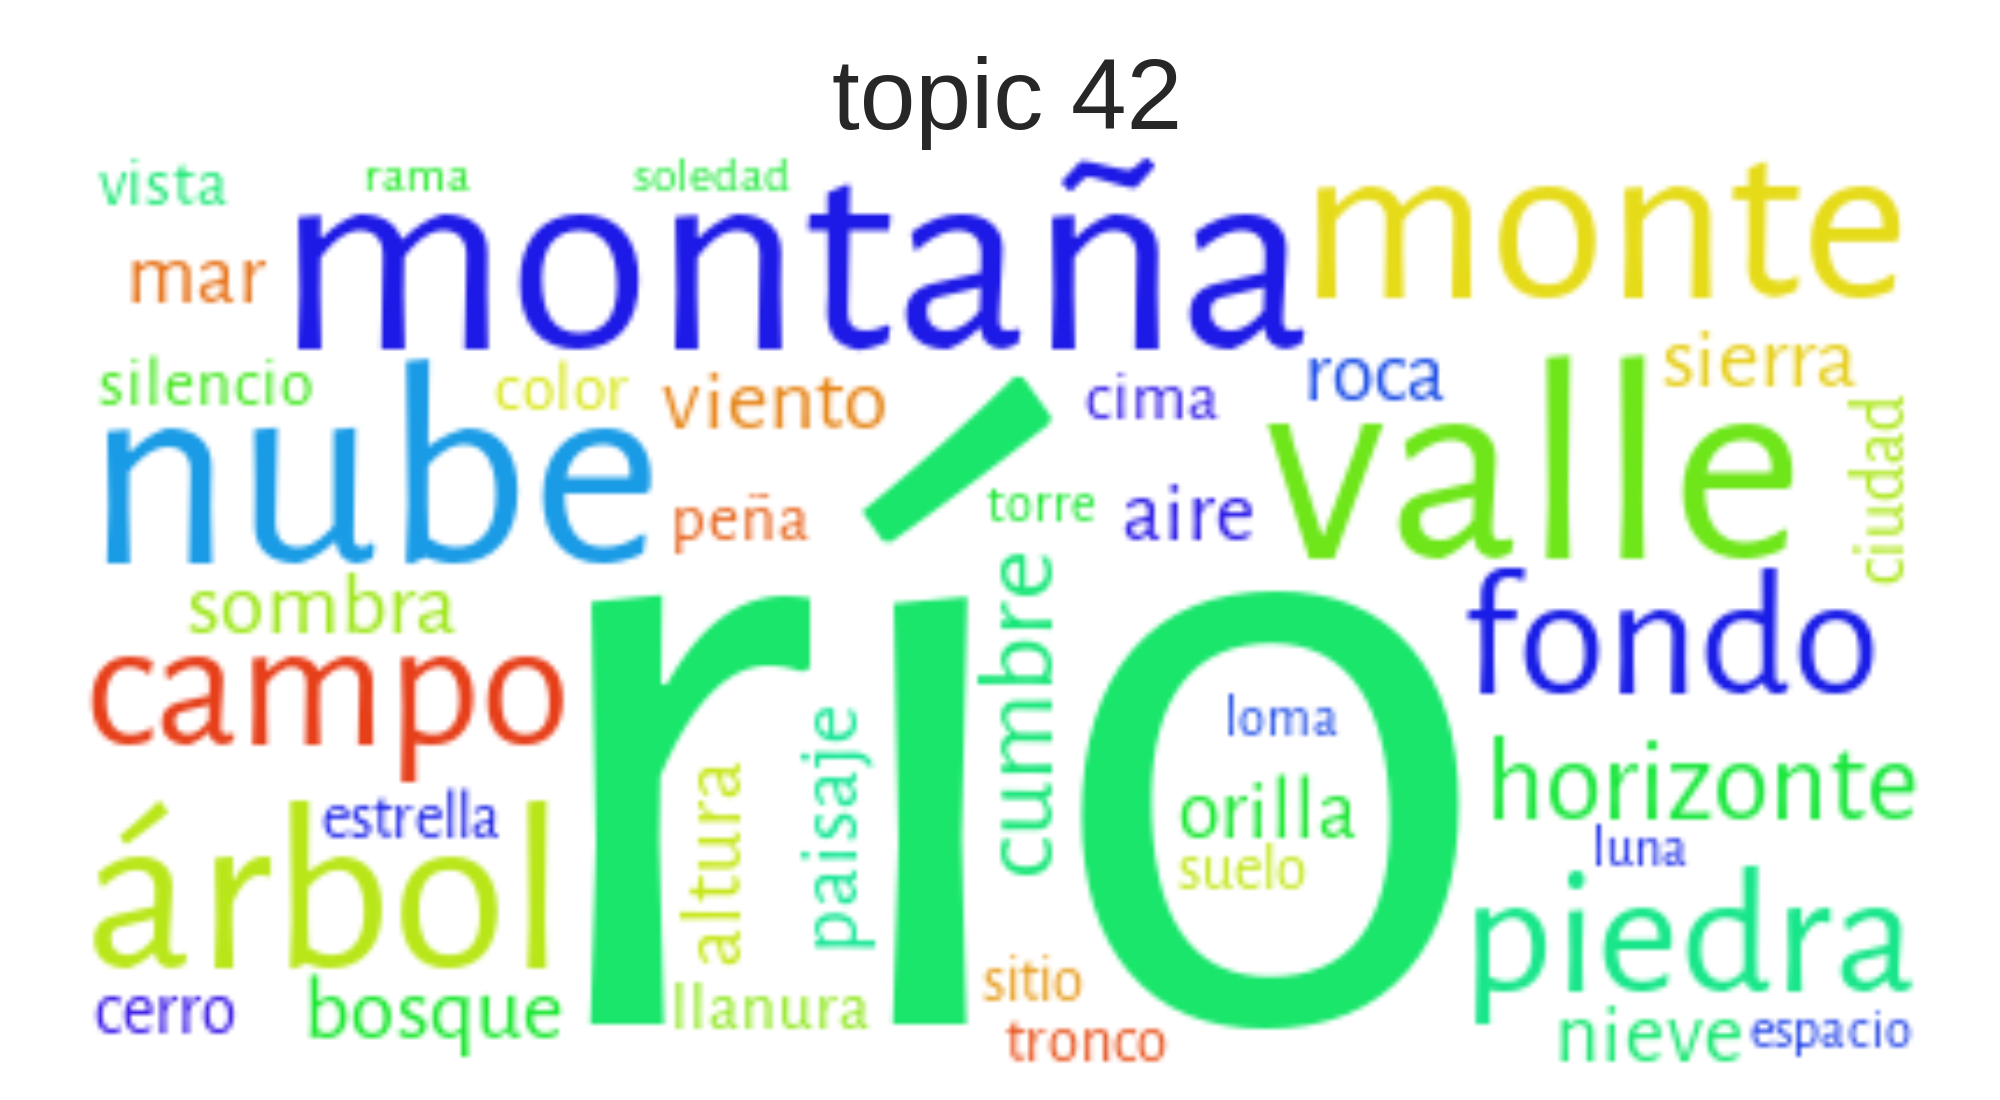 topic 42
vista
rama
soledad
montaña
monte
mar
silencio
color
viento
cima
roca
sierra
nube
valle
ciudad
peña
torre
aire
sombra
río
cumbre
fondo
campo
loma
paisaje
altura
horizonte
orilla
estrella
árbol
suelo
luna
piedra
cerro
bosque
llanura
sitio
tronco
nieve
espacio